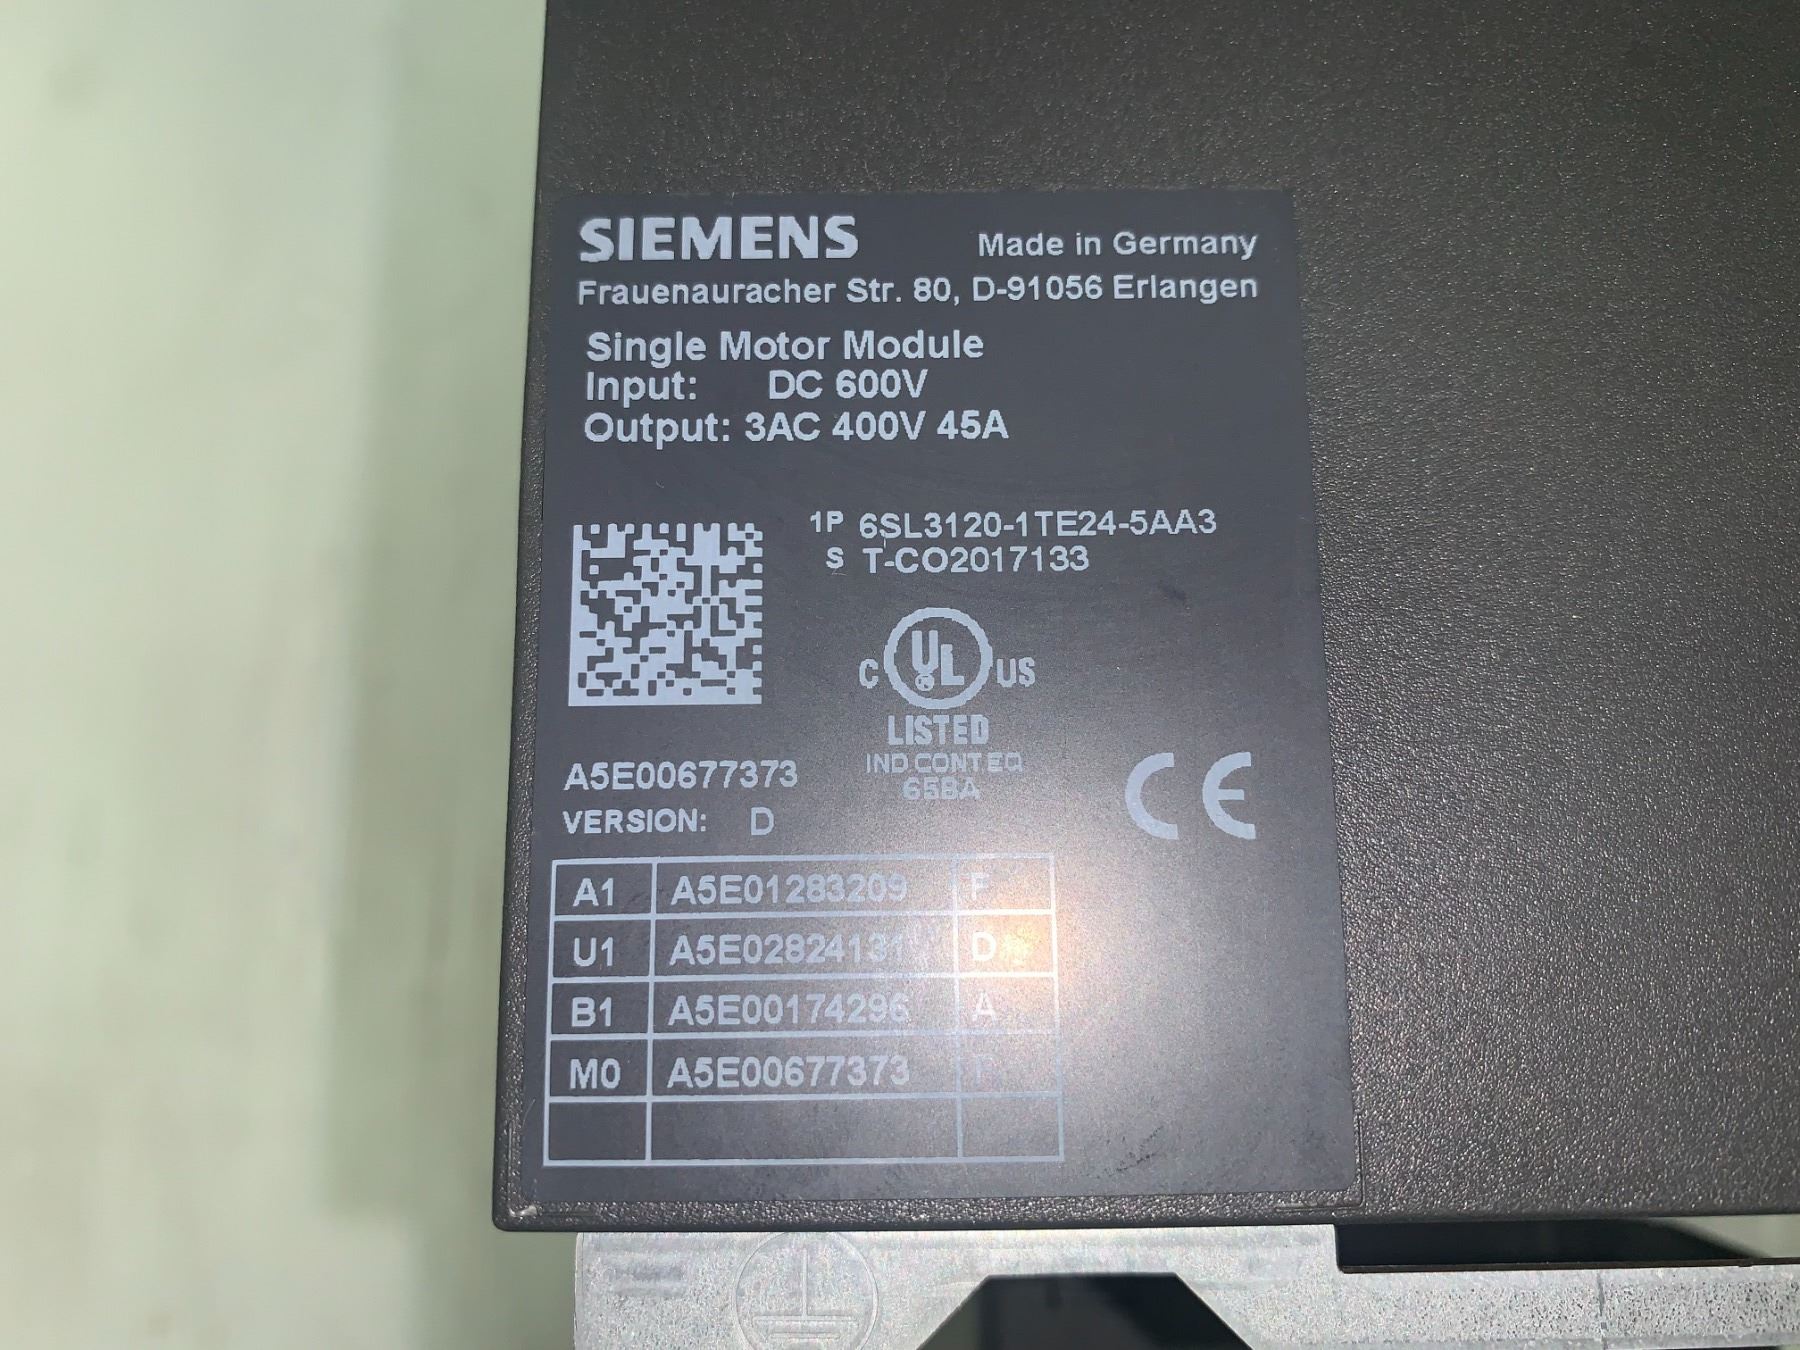 SIEMENS Made in Germany
Frauenauracher Str. 80, D-91056 Erlangen
Single Motor Module
Input: DC 600V
Output: 3AC 400V 45A
1P 6SL3120-1TE24-5AA3
S T-CO2017133
C UL US
LISTED
IND CONT EQ
65BA
A5E00677373
VERSION: D
CE
A1 A5E01283209 F
U1 A5E02824131 D
B1 A5E00174296 A
M0 A5E00677373